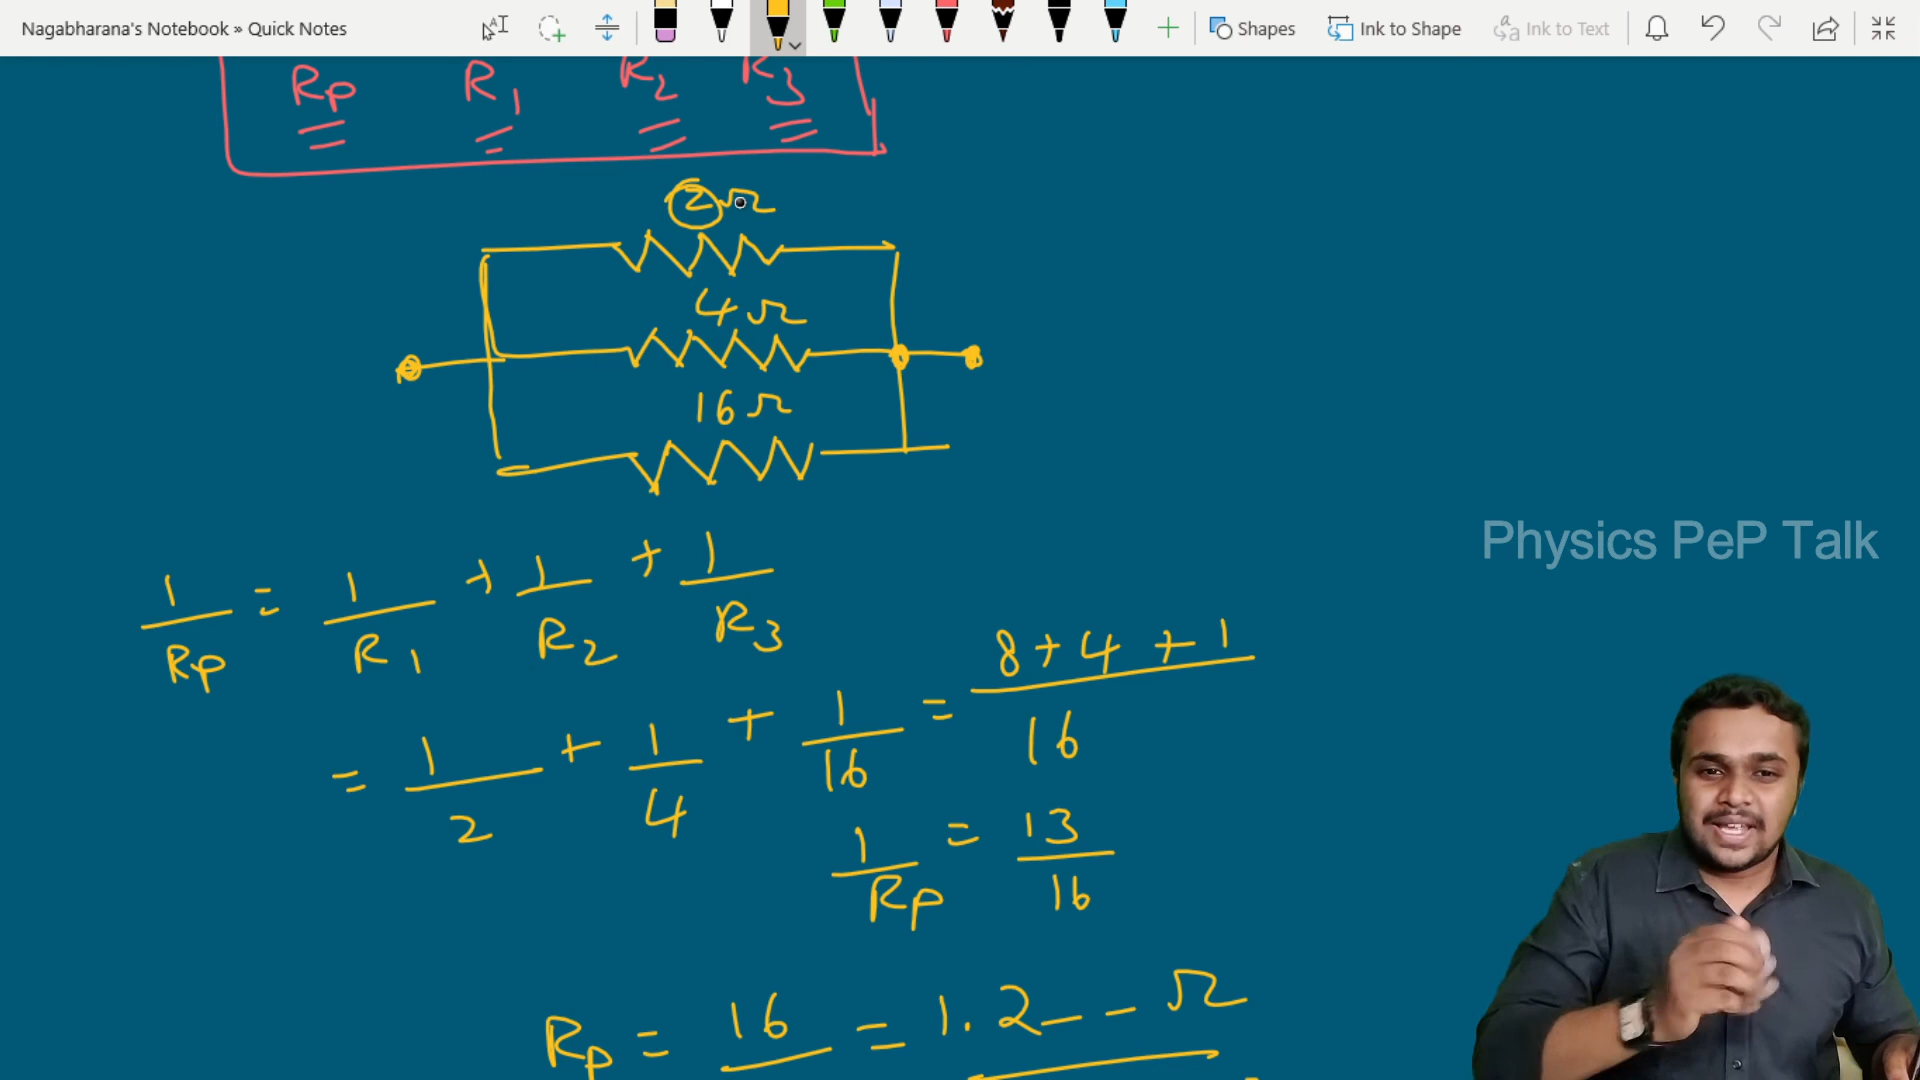 Nagabharana's Notebook » Quick Notes
Shapes
Ink to Shape
Ink to Text
Rp R1 R2 R3
2Ω
4Ω
16Ω
Physics PeP Talk
1/Rp = 1/R1 + 1/R2 + 1/R3
= 1/2 + 1/4 + 1/16 = 8+4+1/16
1/Rp = 13/16
Rp = 16 = 1.2-- Ω